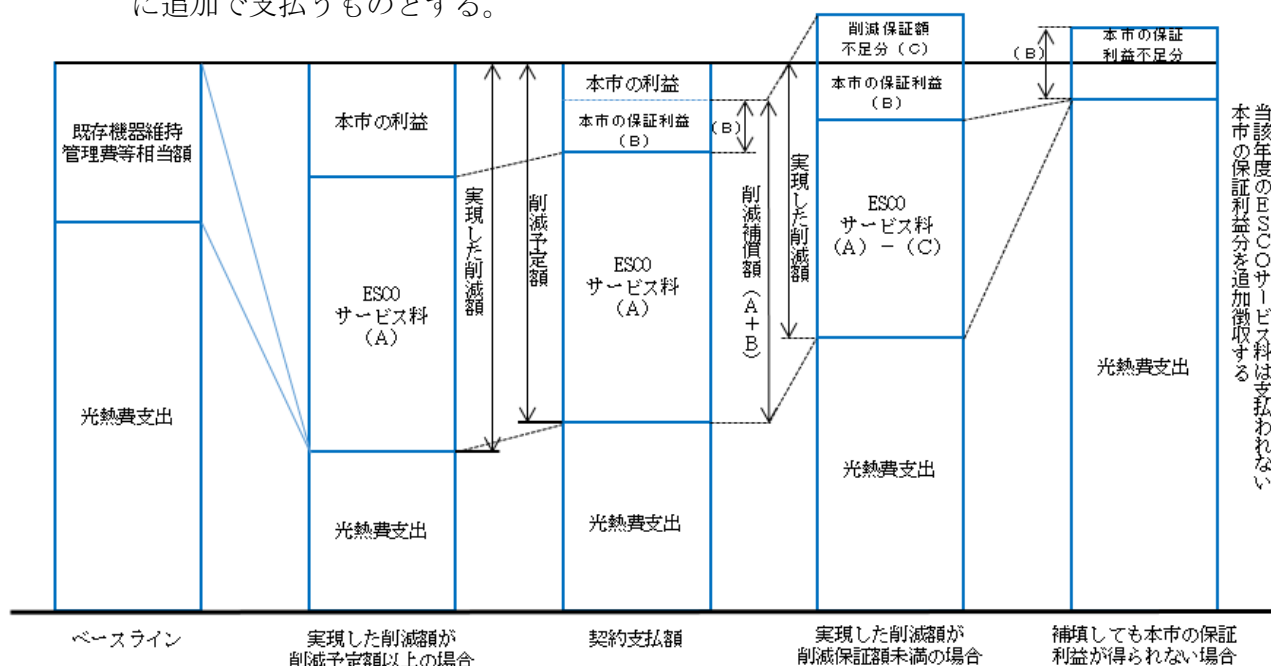 に追加で支払うものとする。
既存機器維持
管理費等相当額
光熱費支出
ベースライン
本市の利益
ESCO
サービス料
（A）
光熱費支出
実現した削減額が
削減予定額以上の場合
実現した削減額
削減予定額
本市の利益
本市の保証利益
（B）
ESCO
サービス料
（A）
光熱費支出
契約支払額
（B）
削減補償額（A＋B）
実現した削減額
削減保証額
不足分（C）
本市の保証利益
（B）
ESCO
サービス料
（A）－（C）
光熱費支出
実現した削減額が
削減保証額未満の場合
（B）
本市の保証
利益不足分
光熱費支出
補填しても本市の保証
利益が得られない場合
当該年度のESCOサービス料は支払われない
本市の保証利益分を追加徴収する